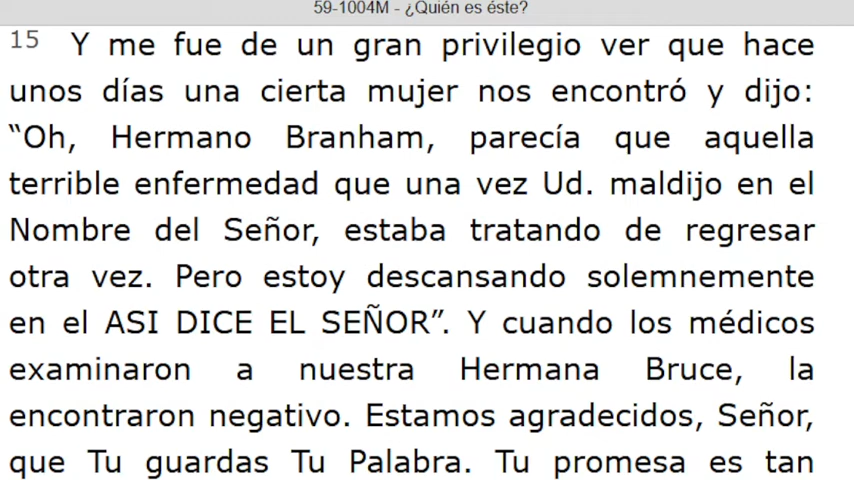 59-1004M - ¿Quién es éste?
15 Y me fue de un gran privilegio ver que hace
unos días una cierta mujer nos encontró y dijo:
“Oh, Hermano Branham, parecía que aquella
terrible enfermedad que una vez Ud. maldijo en el
Nombre del Señor, estaba tratando de regresar
otra vez. Pero estoy descansando solemnemente
en el ASI DICE EL SEÑOR”. Y cuando los médicos
examinaron a nuestra Hermana Bruce, la
encontraron negativo. Estamos agradecidos, Señor,
que Tu guardas Tu Palabra. Tu promesa es tan